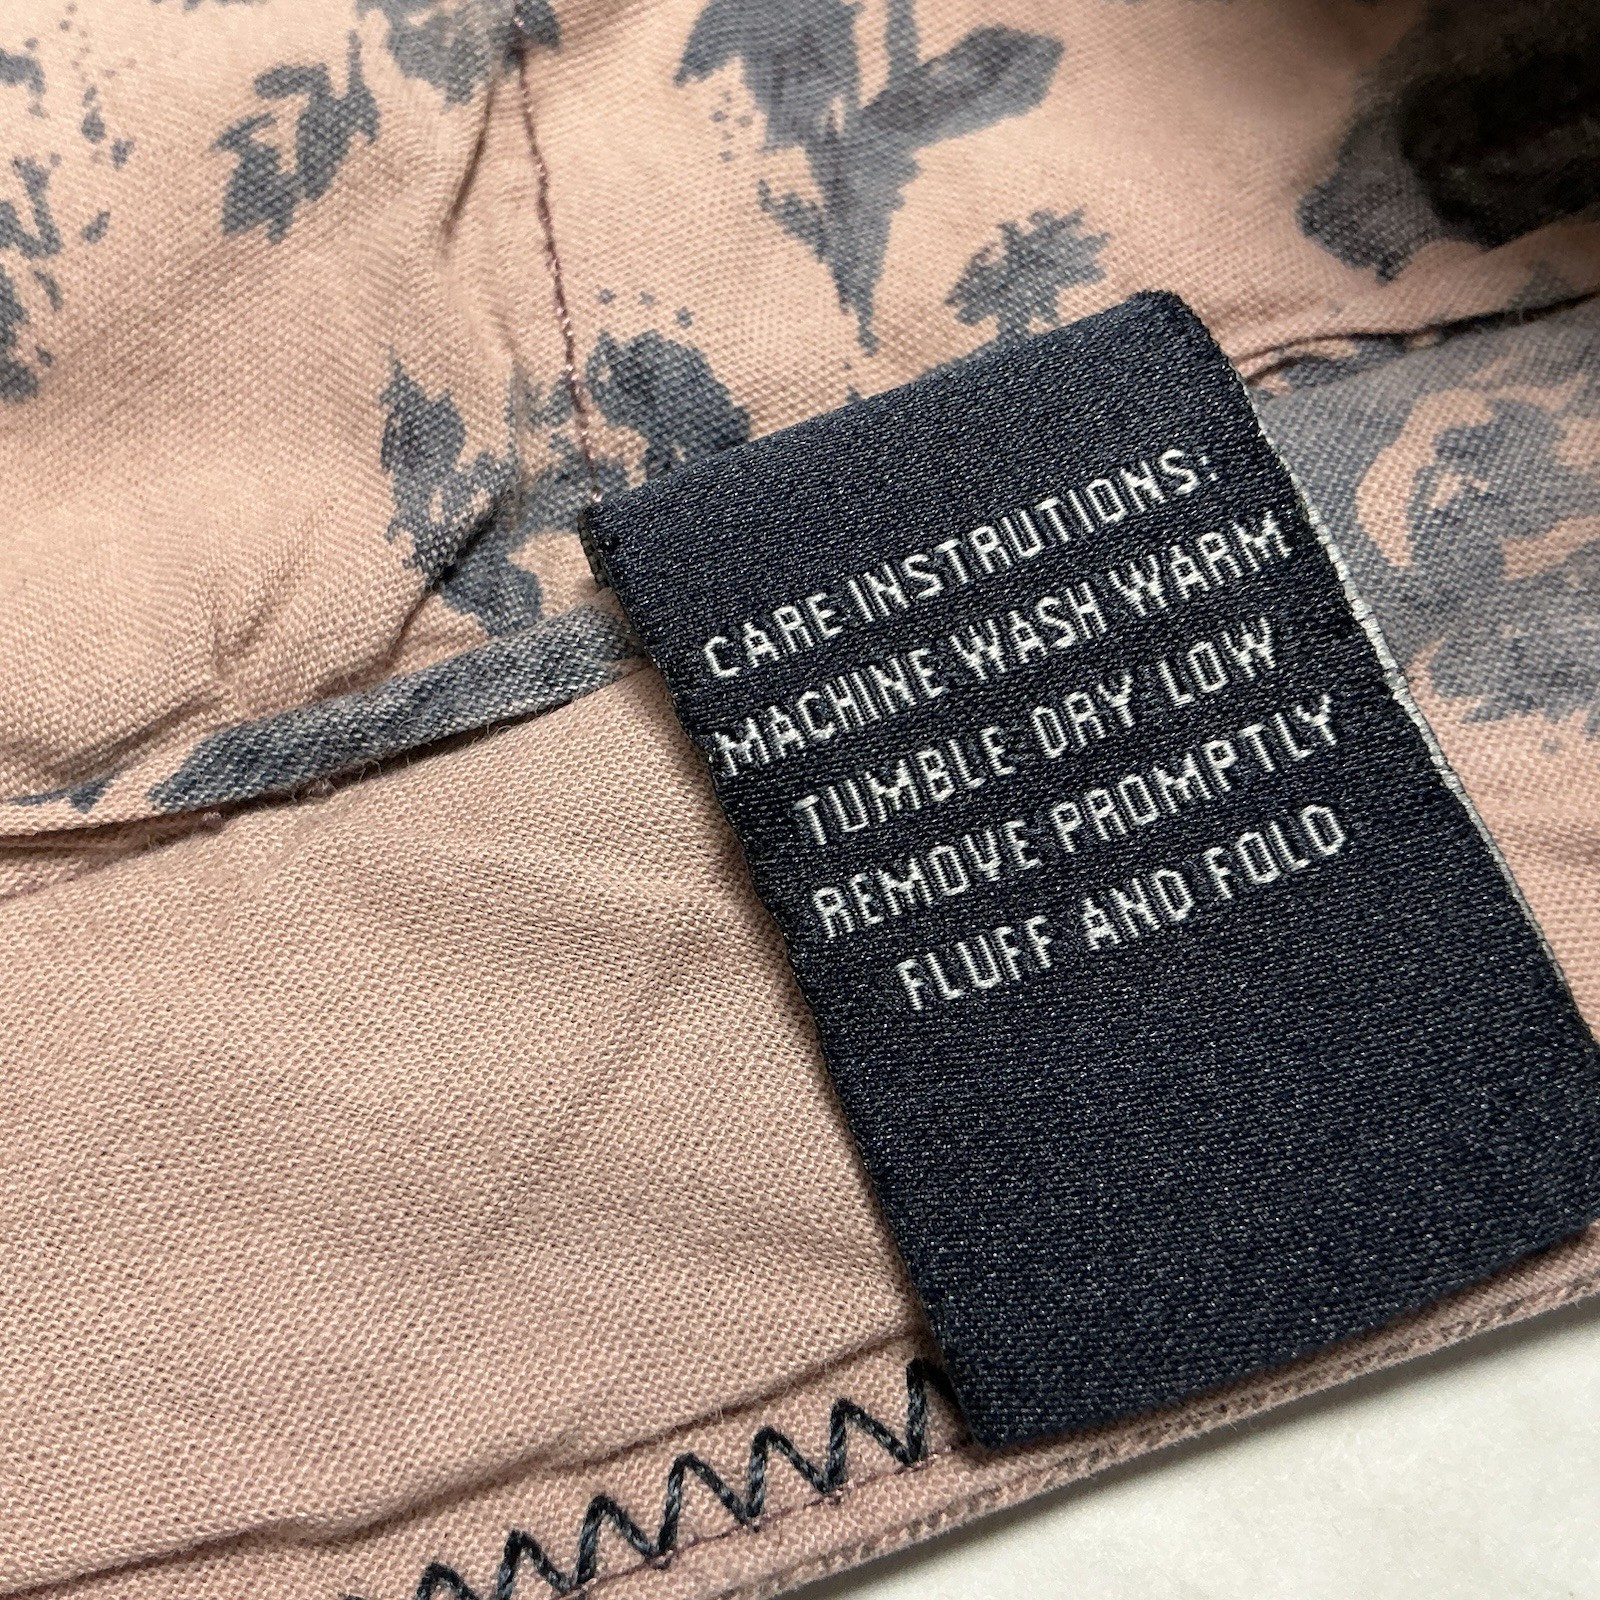 CARE INSTRUTIONS:
MACHINE WASH WARM
TUMBLE DRY LOW
REMOVE PROMPTLY
FLUFF AND FOLD